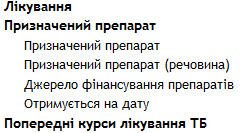 Лікування
Призначений препарат
Призначений препарат
Призначений препарат (речовина)
Джерело фінансування препаратів
Отримується на дату
Попередні курси лікування ТБ